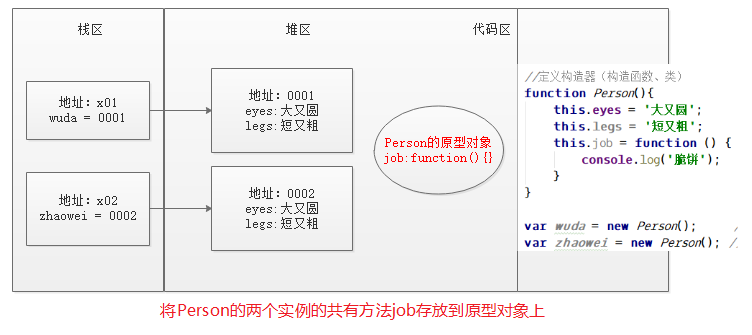 栈区
堆区
代码区
地址: x01
wuda = 0001
地址: 0001
eyes:大又圆
legs:短又粗
Person的原型对象
job:function(){}
地址: x02
zhaowei = 0002
地址: 0002
eyes:大又圆
legs:短又粗
//定义构造器（构造函数、类）
function Person(){
this.eyes = '大又圆';
this.legs = '短又粗';
this.job = function () {
console.log('脆饼');
}
}
var wuda = new Person(); /
var zhaowei = new Person(); /
将Person的两个实例的共有方法job存放到原型对象上